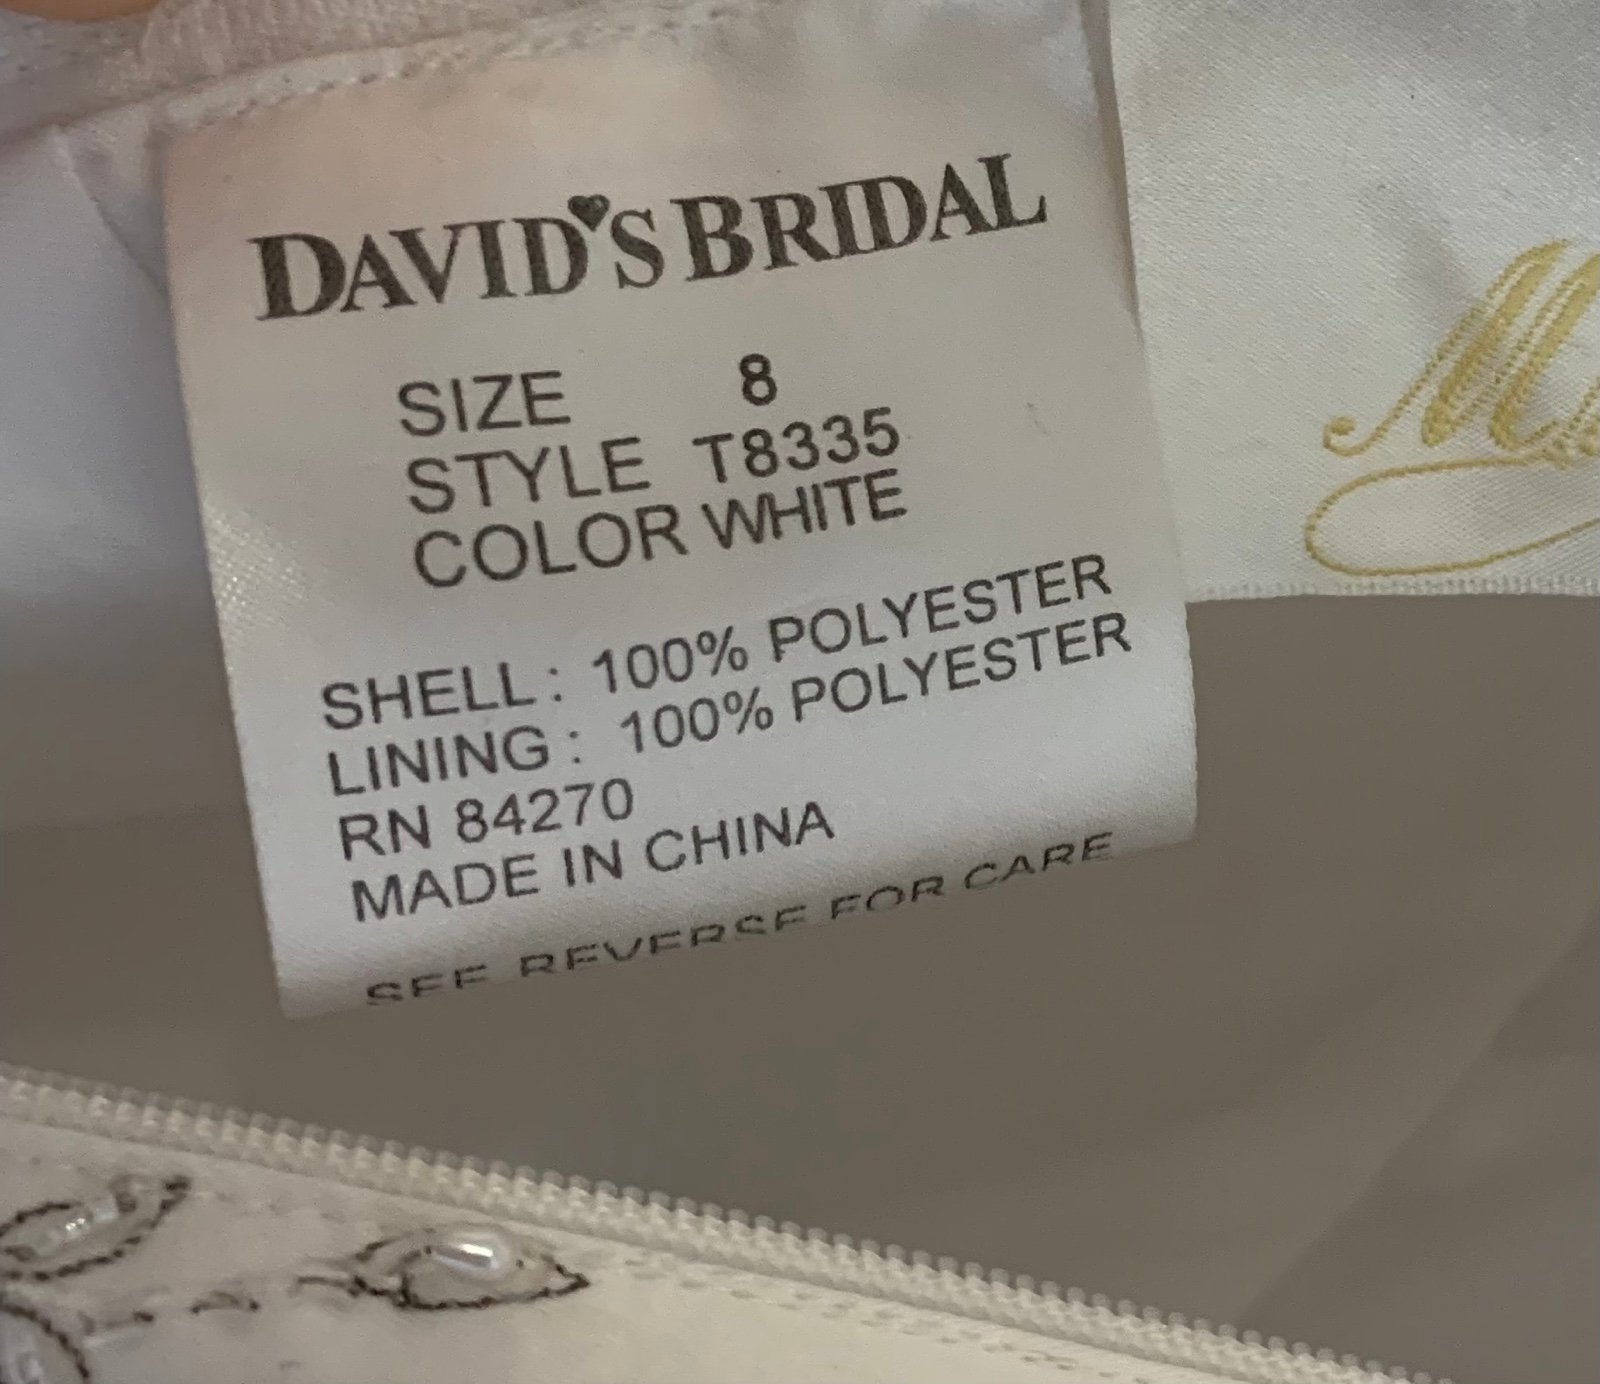 DAVID'S BRIDAL
SIZE 8
STYLE T8335
COLOR WHITE
SHELL: 100% POLYESTER
LINING: 100% POLYESTER
RN 84270
MADE IN CHINA
SEE REVERSE FOR CARE